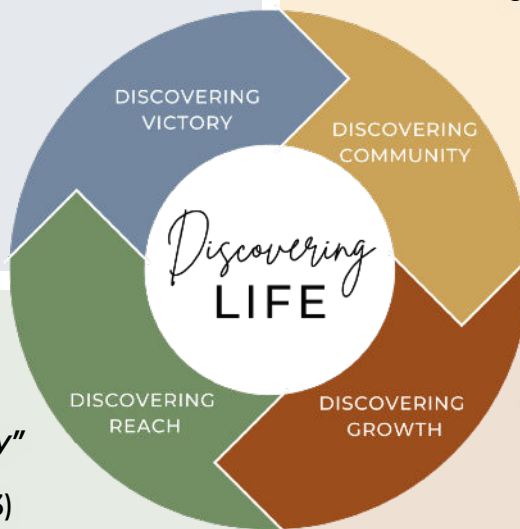 DISCOVERING
VICTORY
DISCOVERING
COMMUNITY
Discovering
LIFE
DISCOVERING
REACH
DISCOVERING
GROWTH
y"
)